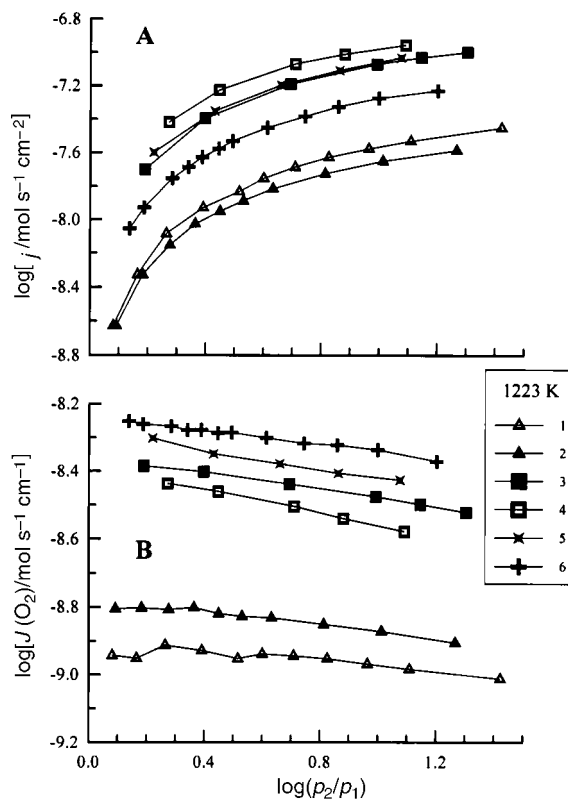 A
-6.8
-7.2
-7.6
-8.0
-8.4
-8.8
log[j/mol s⁻¹ cm⁻²]
B
-8.2
-8.4
-8.6
-8.8
-9.0
-9.2
log[J(O₂)/mol s⁻¹ cm⁻¹]
0.0 0.4 0.8 1.2
log(p₂/p₁)
1223 K
1
2
3
4
5
6